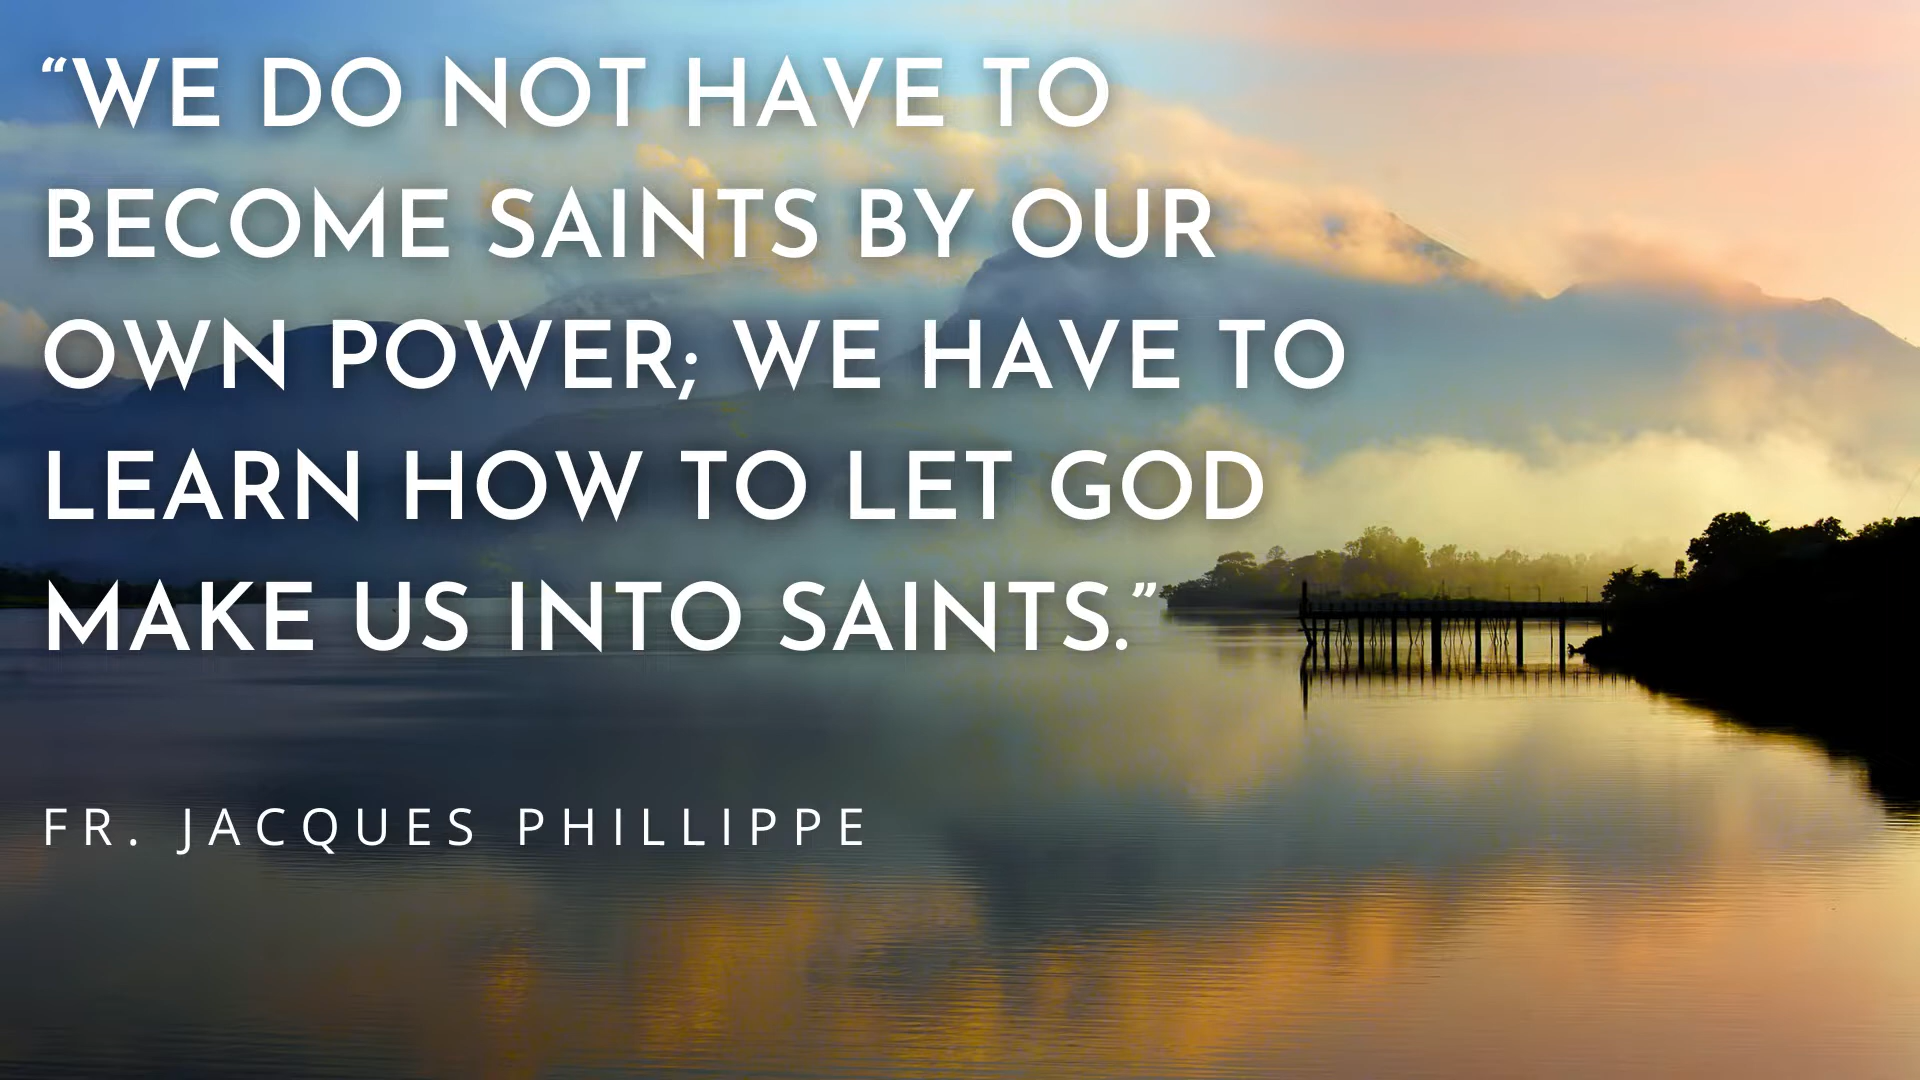 “WE DO NOT HAVE TO
BECOME SAINTS BY OUR
OWN POWER; WE HAVE TO
LEARN HOW TO LET GOD
MAKE US INTO SAINTS.”
FR. JACQUES PHILLIPPE